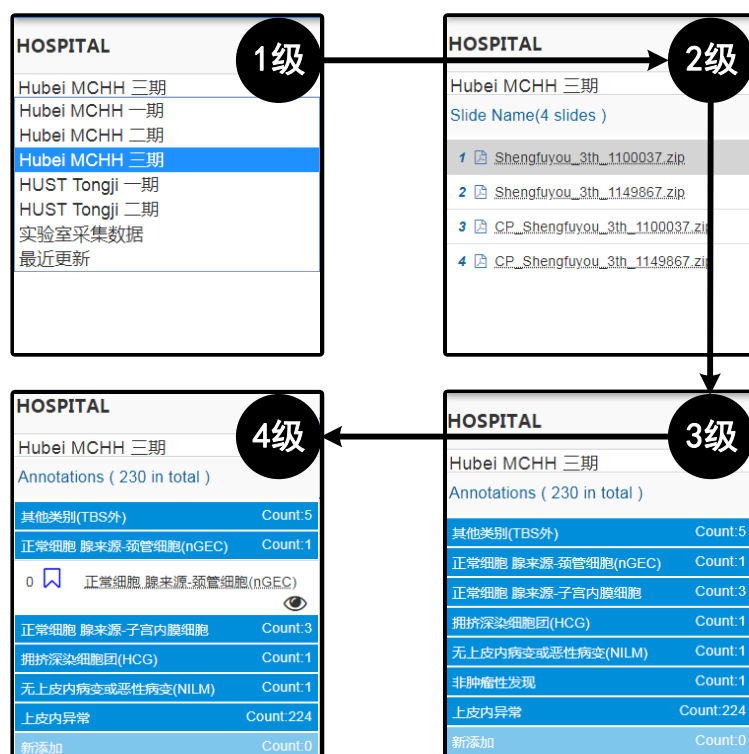 HOSPITAL
1级
Hubei MCHH 三期
Hubei MCHH 一期
Hubei MCHH 二期
Hubei MCHH 三期
HUST Tongji 一期
HUST Tongji 二期
实验室采集数据
最近更新
HOSPITAL
2级
Hubei MCHH 三期
Slide Name(4 slides )
1 Shengfuyou_3th_1100037.zip
2 Shengfuyou_3th_1149867.zip
3 CP_Shengfuyou_3th_1100037.zip
4 CP_Shengfuyou_3th_1149867.zip
HOSPITAL
4级
Hubei MCHH 三期
Annotations ( 230 in total )
其他类别(TBS外) Count:5
正常细胞 腺来源-颈管细胞(nGEC) Count:1
0 正常细胞 腺来源-颈管细胞(nGEC)
正常细胞 腺来源-子宫内膜细胞 Count:3
拥挤深染细胞团(HCG) Count:1
无上皮内病变或恶性病变(NILM) Count:1
上皮内异常 Count:224
新添加 Count:0
HOSPITAL
3级
Hubei MCHH 三期
Annotations ( 230 in total )
其他类别(TBS外) Count:5
正常细胞 腺来源-颈管细胞(nGEC) Count:1
正常细胞 腺来源-子宫内膜细胞 Count:3
拥挤深染细胞团(HCG) Count:1
无上皮内病变或恶性病变(NILM) Count:1
非肿瘤性发现 Count:1
上皮内异常 Count:224
新添加 Count:0